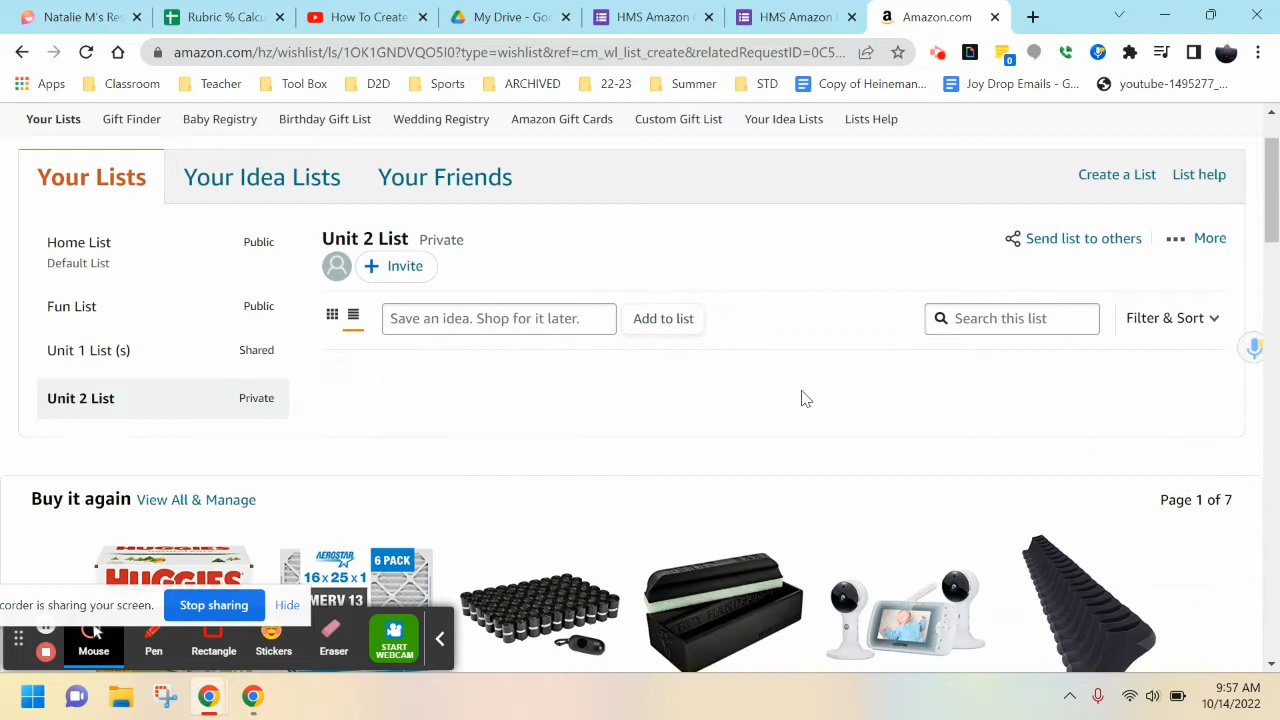 Natalie M's Re
Rubric % Calcu
How To Create
My Drive - Goo
HMS Amazon
HMS Amazon
Amazon.com
amazon.com/hz/wishlist/ls/1OK1GNDVQO5I0?type=wishlist&ref=cm_wl_list_create&relatedRequestID=0C5...
0
Apps
Classroom
Teacher
Tool Box
D2D
Sports
ARCHIVED
22-23
Summer
STD
Copy of Heineman...
Joy Drop Emails - G...
youtube-1495277_...
Your Lists
Gift Finder
Baby Registry
Birthday Gift List
Wedding Registry
Amazon Gift Cards
Custom Gift List
Your Idea Lists
Lists Help
Your Lists
Your Idea Lists
Your Friends
Create a List
List help
Home List
Public
Default List
Fun List
Public
Unit 1 List (s)
Shared
Unit 2 List
Private
Unit 2 List Private
Send list to others
More
Invite
Save an idea. Shop for it later.
Add to list
Search this list
Filter & Sort
Buy it again View All & Manage
Page 1 of 7
HUGGIES
HUGGIES
AEROSTAR
6 PACK
16x25x1
MERV 13
corder is sharing your screen.
Stop sharing
Hide
Mouse
Pen
Rectangle
Stickers
Eraser
START
WEBCAM
9:57 AM
10/14/2022